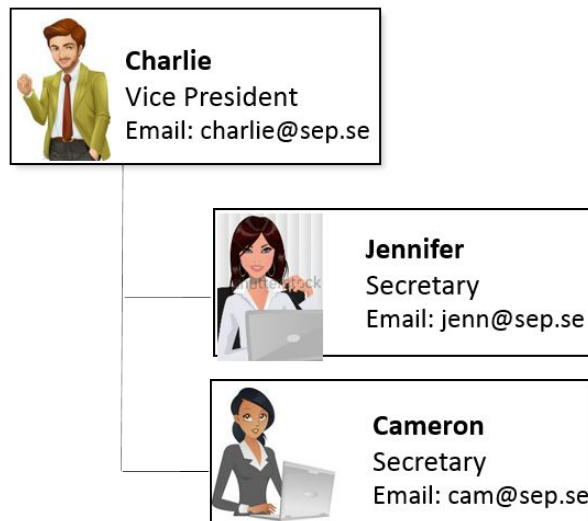 Charlie
Vice President
Email: charlie@sep.se
Jennifer
Secretary
Email: jenn@sep.se
Cameron
Secretary
Email: cam@sep.se